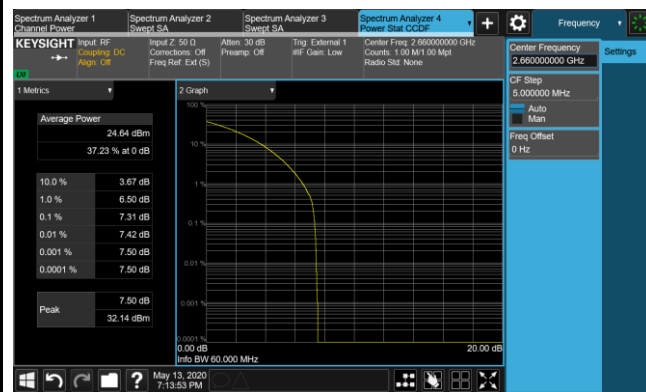 Spectrum Analyzer 1
Channel Power
Spectrum Analyzer 2
Swept SA
Spectrum Analyzer 3
Swept SA
Spectrum Analyzer 4
Power Stat CCDF
Frequency
KEYSIGHT
Input: RF
Coupling: DC
Align: Off
Input Z: 50 Ω
Corrections: Off
Freq Ref: Ext (S)
Atten: 30 dB
Preamp: Off
Trig: External 1
#IF Gain: Low
Center Freq: 2.660000000 GHz
Counts: 1.00 M/1.00 Mpt
Radio Std: None
LXI
Center Frequency
2.660000000 GHz
Settings
CF Step
5.000000 MHz
Auto
Man
Freq Offset
0 Hz
1 Metrics
Average Power
24.64 dBm
37.23 % at 0 dB
10.0 % 3.67 dB
1.0 % 6.50 dB
0.1 % 7.31 dB
0.01 % 7.42 dB
0.001 % 7.50 dB
0.0001 % 7.50 dB
Peak
7.50 dB
32.14 dBm
2 Graph
100 %
10 %
1 %
0.1 %
0.01 %
0.001 %
0.0001 %
0.00 dB
20.00 dB
Info BW 60.000 MHz
May 13, 2020
7:13:53 PM